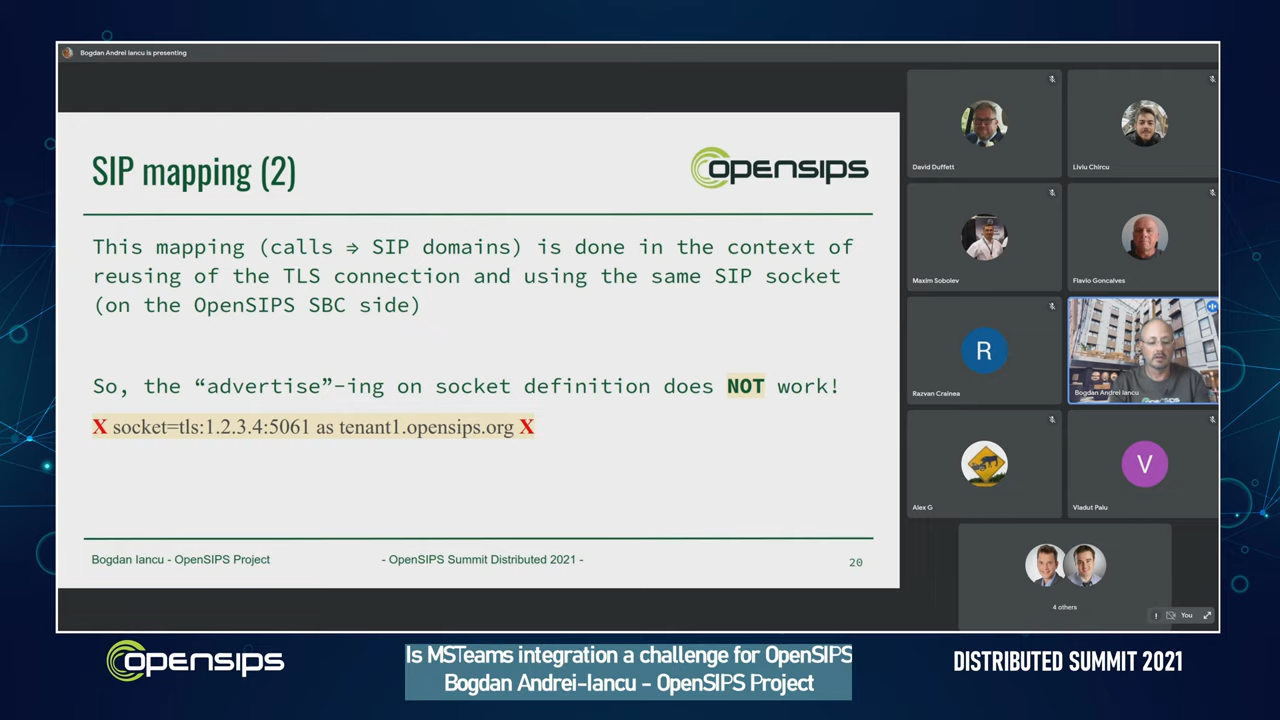 Bogdan Andrei Iancu is presenting
SIP mapping (2)
opensips
This mapping (calls ⇒ SIP domains) is done in the context of
reusing of the TLS connection and using the same SIP socket
(on the OpenSIPS SBC side)
So, the “advertise”-ing on socket definition does NOT work!
X socket=tls:1.2.3.4:5061 as tenant1.opensips.org X
Bogdan Iancu - OpenSIPS Project
- OpenSIPS Summit Distributed 2021 -
20
David Duffett
Liviu Chircu
Maxim Sobolev
Flavio Goncalves
R
Razvan Crainea
Bogdan Andrei Iancu
Alex G
V
Vladut Paiu
4 others
You
opensips
Is MSTeams integration a challenge for OpenSIPS
Bogdan Andrei-Iancu - OpenSIPS Project
DISTRIBUTED SUMMIT 2021